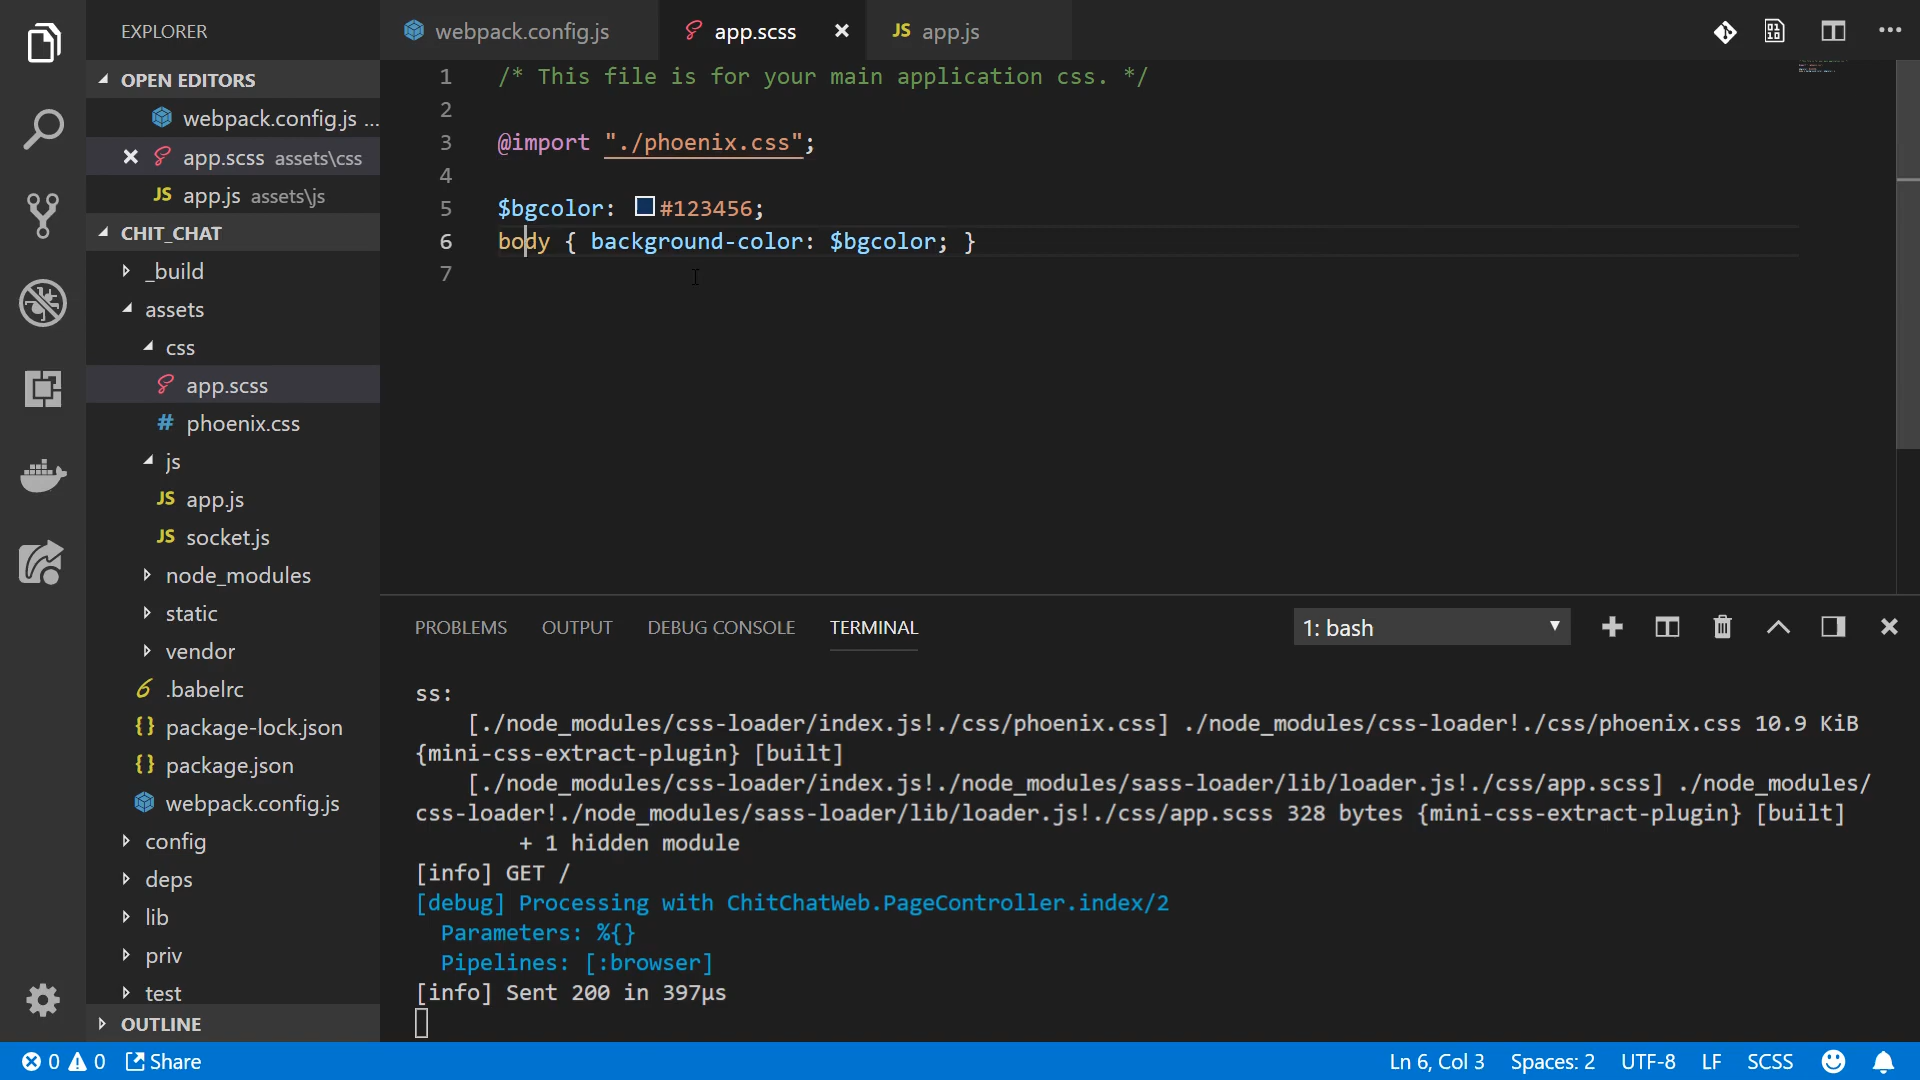 EXPLORER
OPEN EDITORS
webpack.config.js ...
app.scss assets\css
JS app.js assets\js
CHIT_CHAT
_build
assets
css
app.scss
# phoenix.css
js
JS app.js
JS socket.js
node_modules
static
vendor
.babelrc
{} package-lock.json
{} package.json
webpack.config.js
config
deps
lib
priv
test
OUTLINE
webpack.config.js
app.scss
JS app.js
1 /* This file is for your main application css. */
2
3 @import "./phoenix.css";
4
5 $bgcolor: #123456;
6 body { background-color: $bgcolor; }
7
PROBLEMS OUTPUT DEBUG CONSOLE TERMINAL
1: bash
ss:
[./node_modules/css-loader/index.js!./css/phoenix.css] ./node_modules/css-loader!./css/phoenix.css 10.9 KiB
{mini-css-extract-plugin} [built]
[./node_modules/css-loader/index.js!./node_modules/sass-loader/lib/loader.js!./css/app.scss] ./node_modules/
css-loader!./node_modules/sass-loader/lib/loader.js!./css/app.scss 328 bytes {mini-css-extract-plugin} [built]
+ 1 hidden module
[info] GET /
[debug] Processing with ChitChatWeb.PageController.index/2
Parameters: %{}
Pipelines: [:browser]
[info] Sent 200 in 397µs
0 0 Share
Ln 6, Col 3 Spaces: 2 UTF-8 LF SCSS